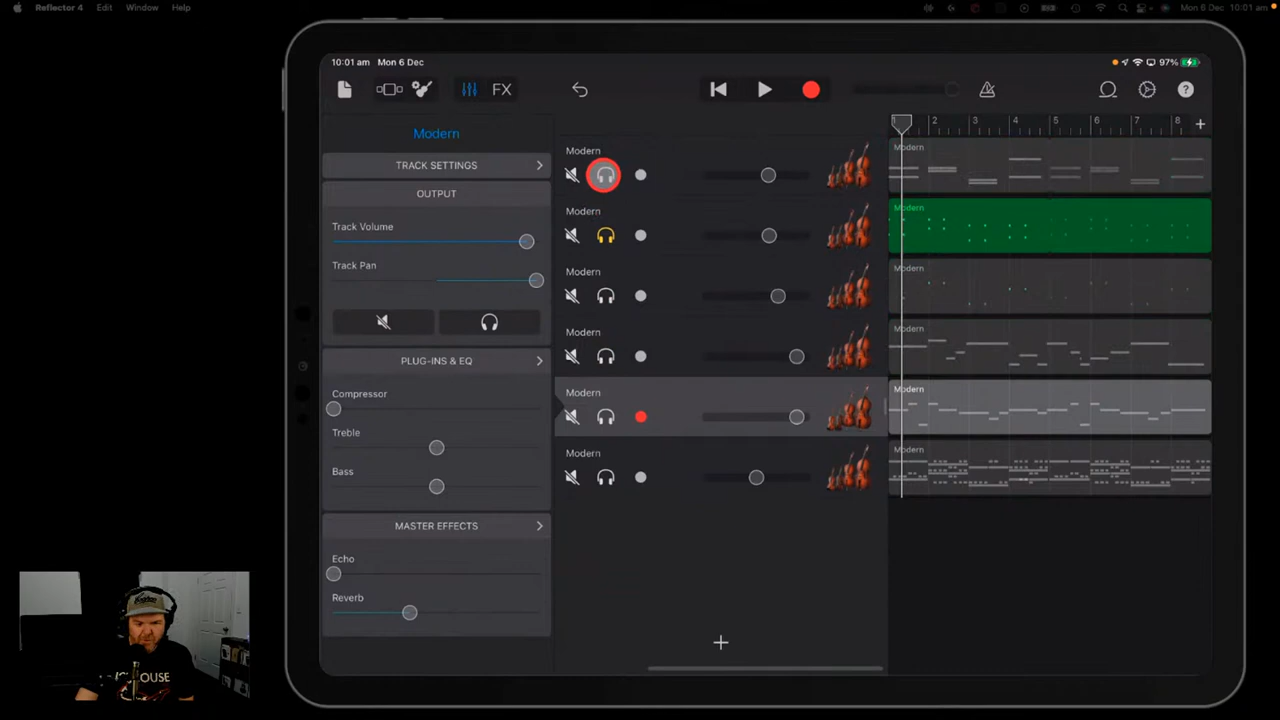 Reflector 4 Edit Window Help
Mon 6 Dec 10:01 am
10:01 am Mon 6 Dec
97%
FX
Modern
TRACK SETTINGS
OUTPUT
Track Volume
Track Pan
PLUG-INS & EQ
Compressor
Treble
Bass
MASTER EFFECTS
Echo
Reverb
Modern
Modern
Modern
Modern
Modern
Modern
1 2 3 4 5 6 7 8
Modern
Modern
Modern
Modern
Modern
Modern